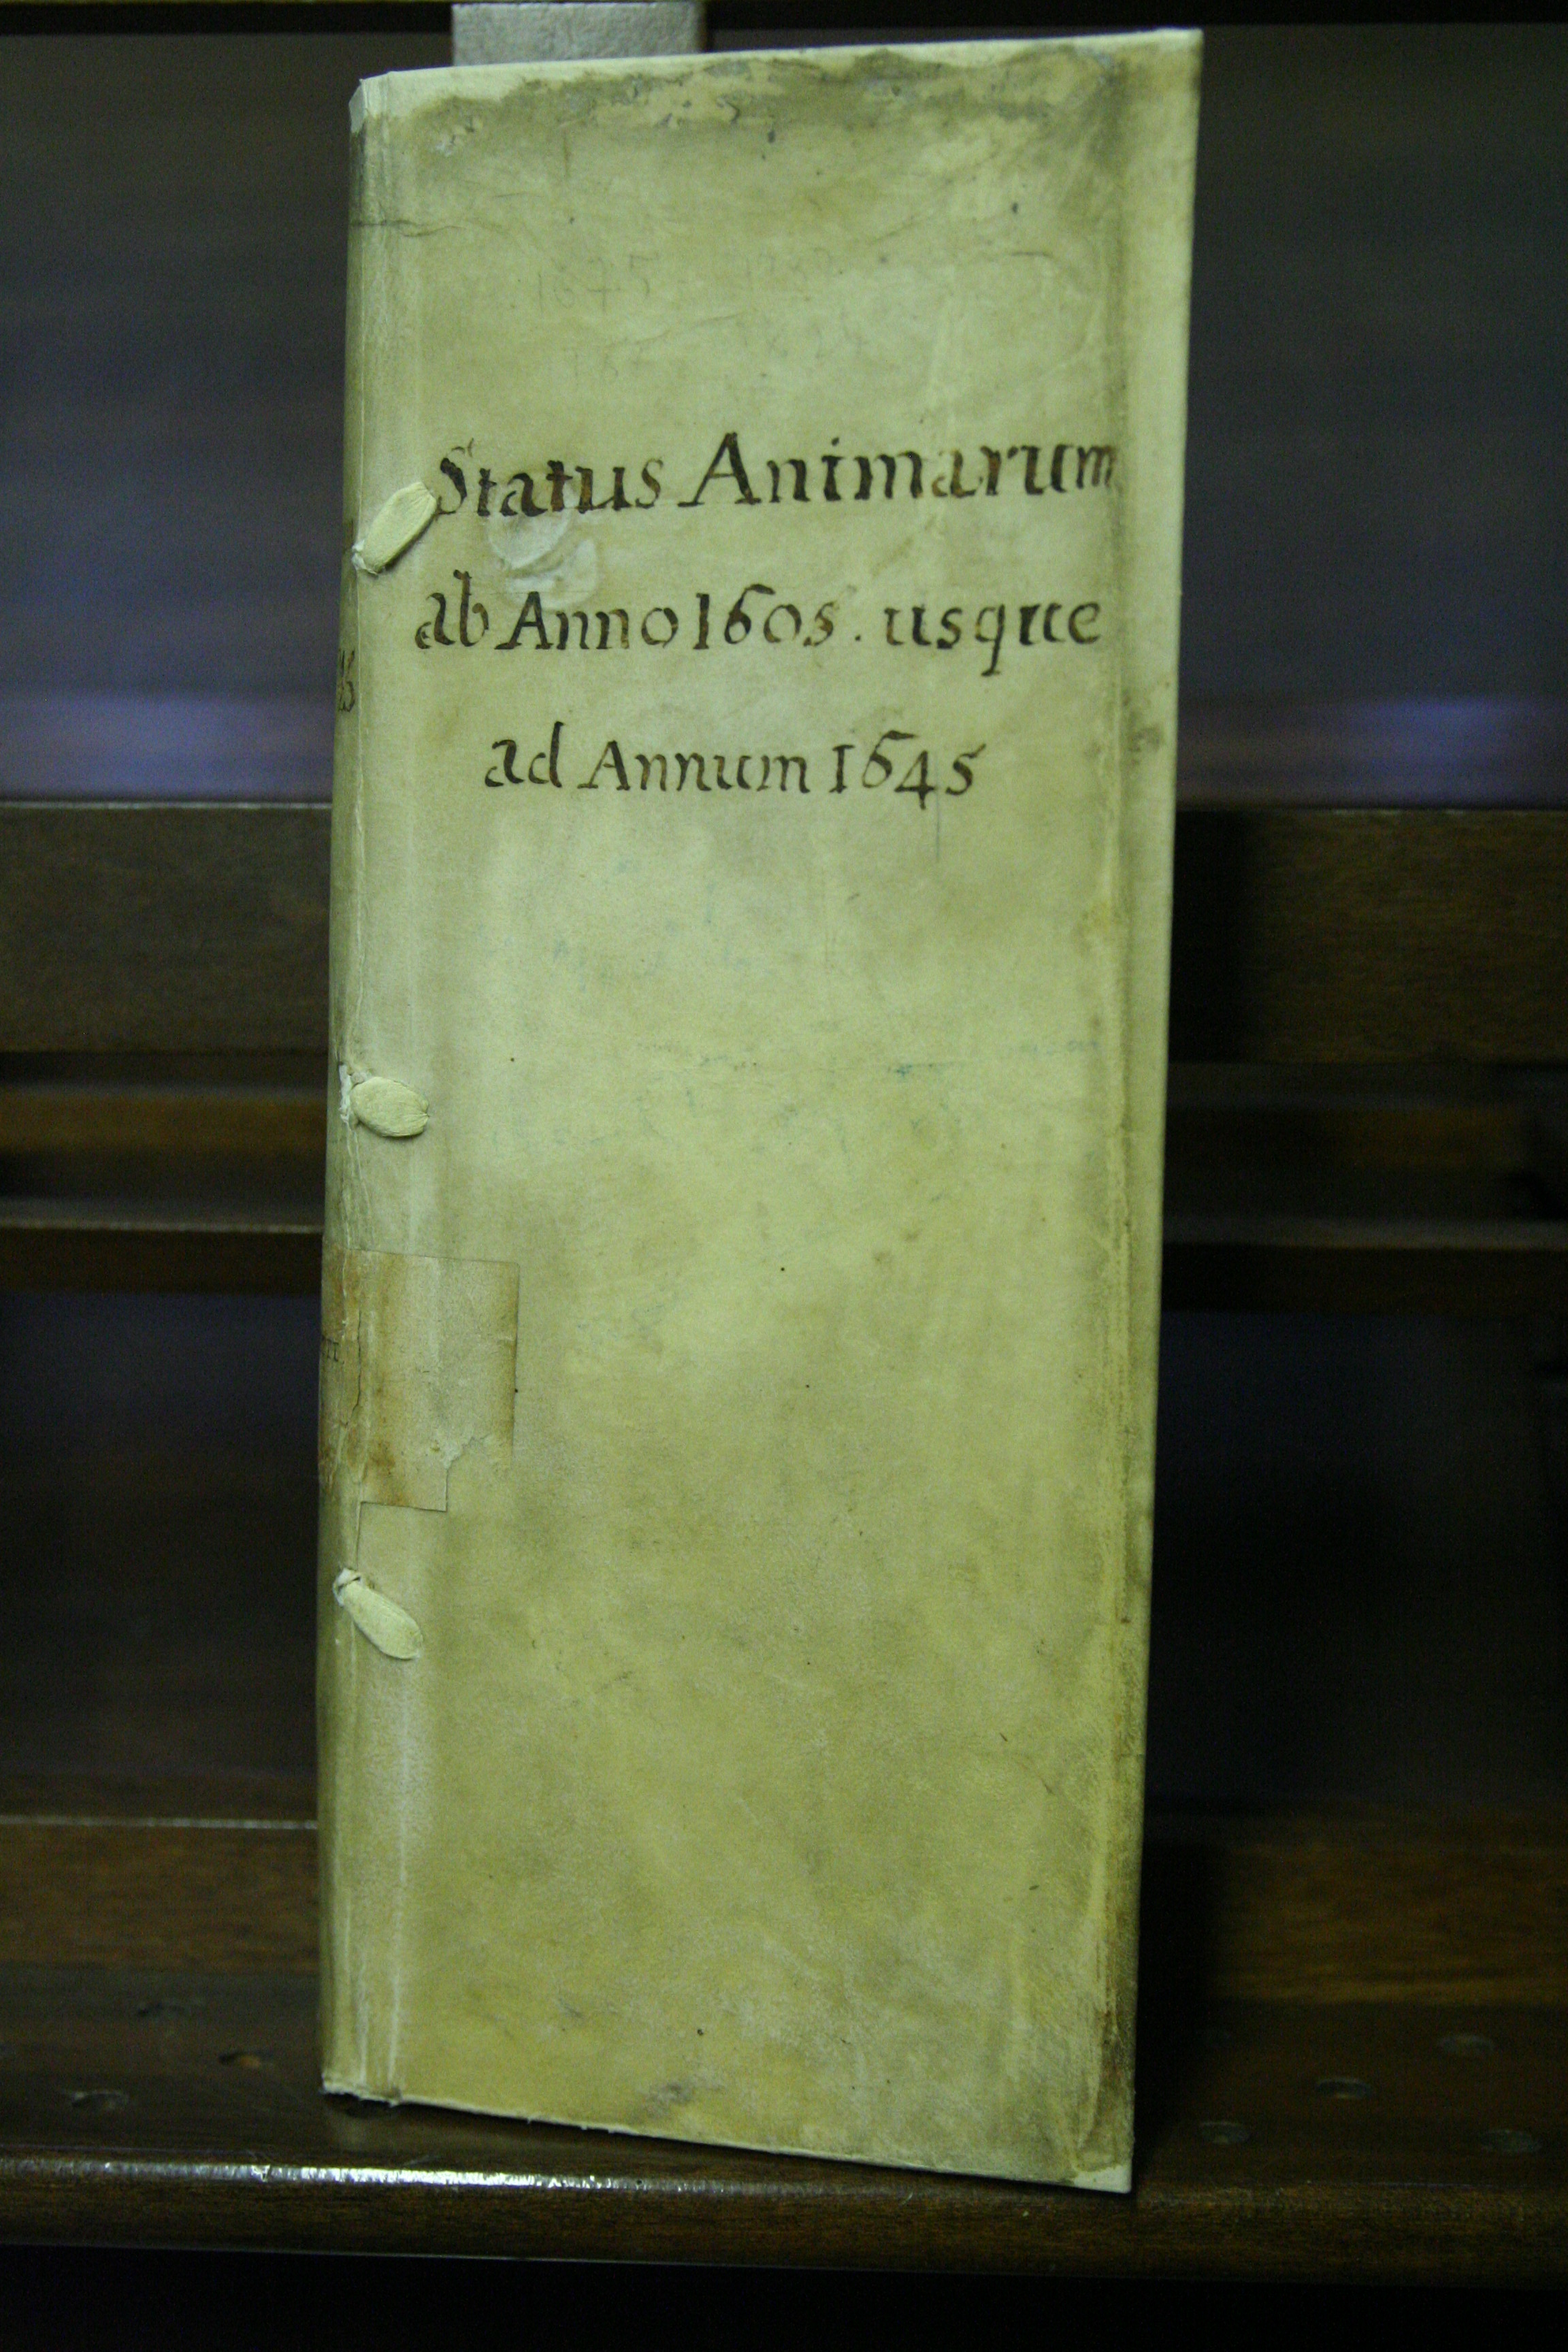 Status Animarum
ab Anno 1605. usque
ad Annum 1645